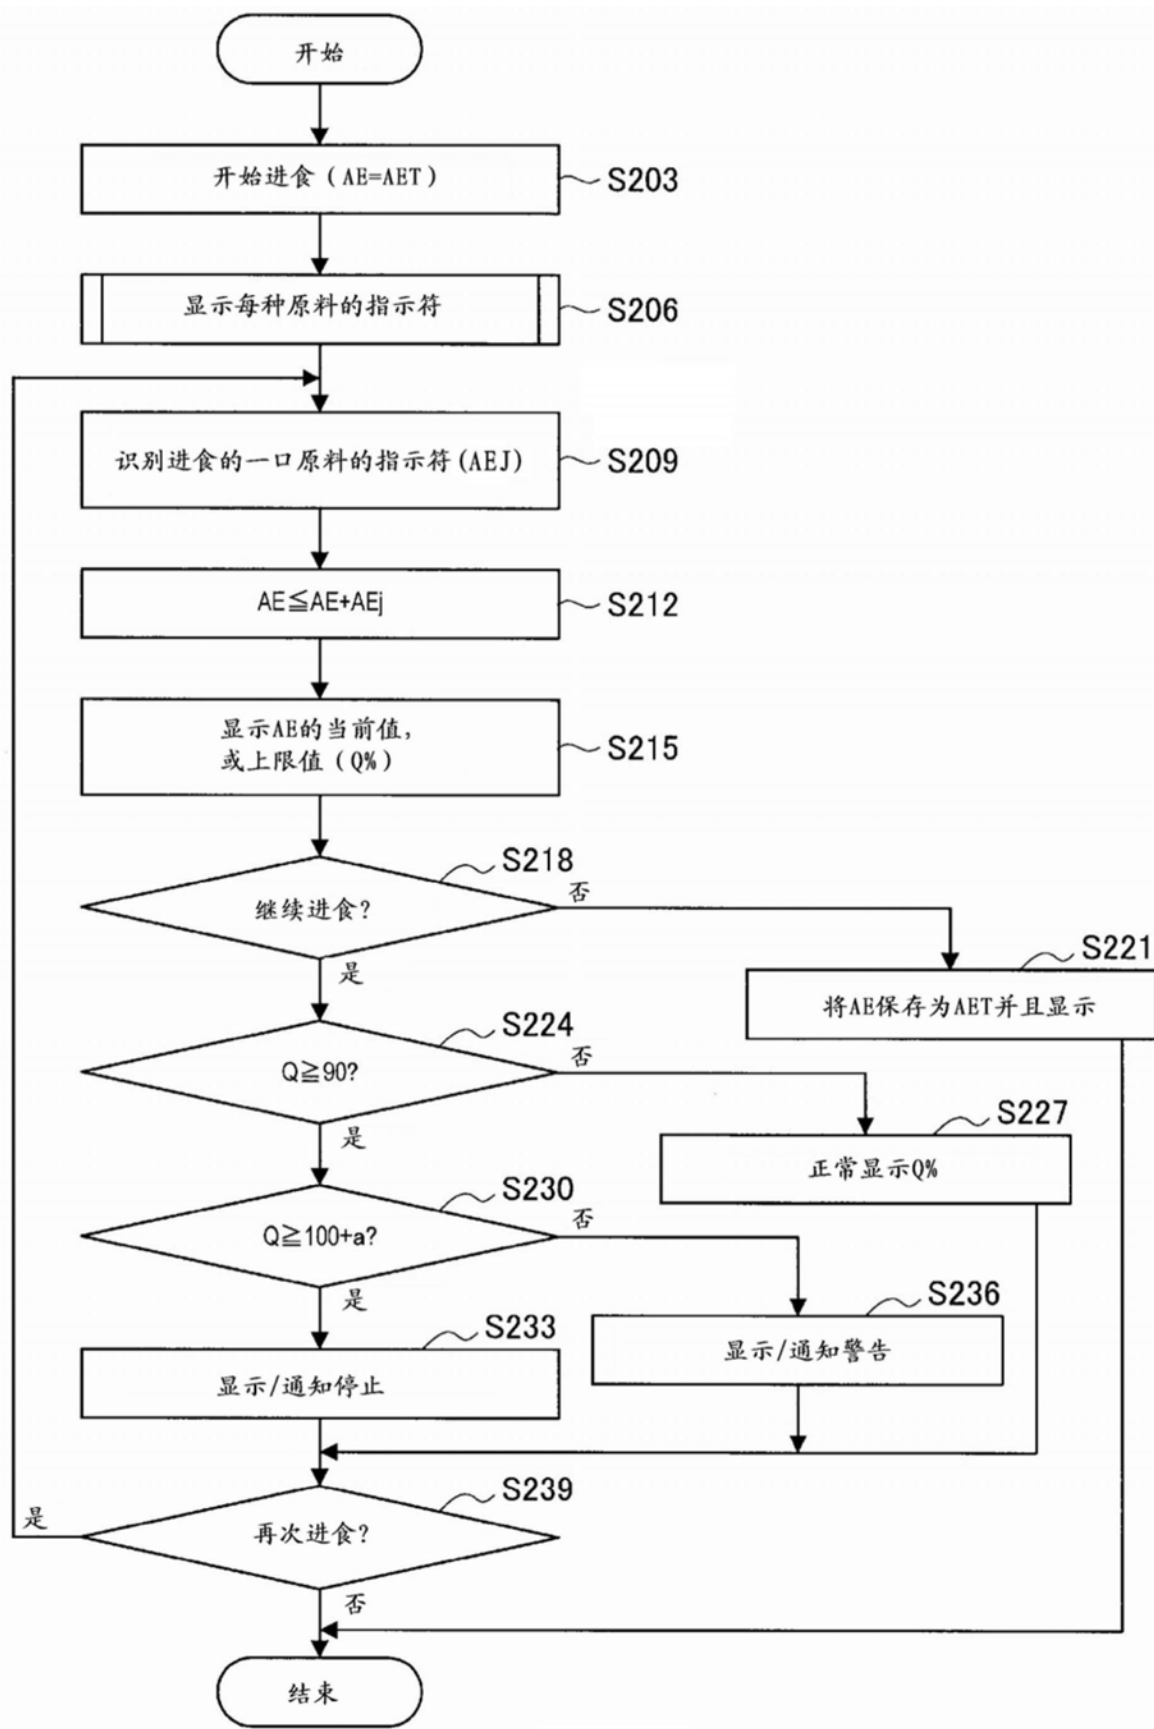 开始
开始进食（AE=AET）
S203
显示每种原料的指示符
S206
识别进食的一口原料的指示符(AEJ)
S209
AE≦AE+AEj
S212
显示AE的当前值，
或上限值（Q%）
S215
S218
继续进食？
否
是
S221
将AE保存为AET并且显示
S224
Q≧90?
否
是
S227
正常显示Q%
S230
Q≧100+a?
否
是
S236
显示/通知警告
S233
显示/通知停止
S239
再次进食？
是
否
结束